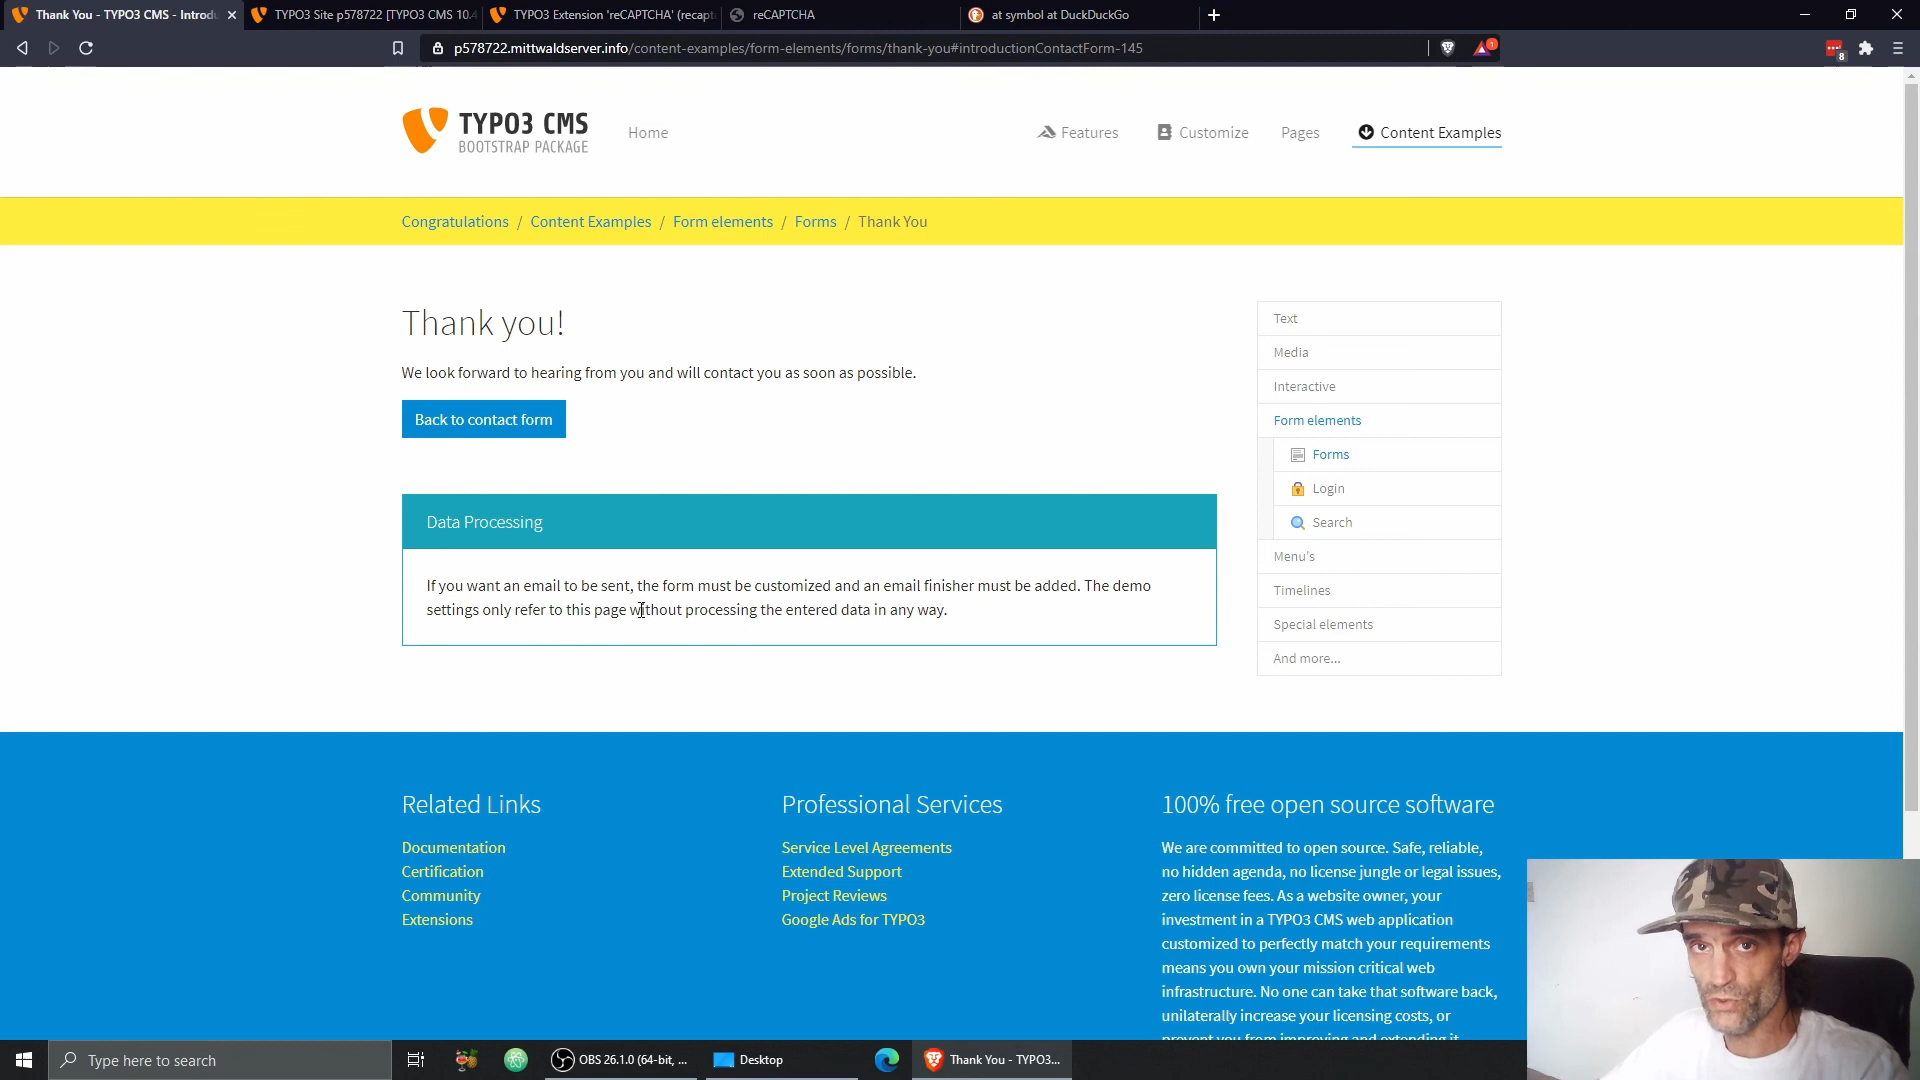 Thank You - TYPO3 CMS - Introdu
TYPO3 Site p578722 [TYPO3 CMS 10.4
TYPO3 Extension 'reCAPTCHA' (recapt
reCAPTCHA
at symbol at DuckDuckGo
p578722.mittwaldserver.info/content-examples/form-elements/forms/thank-you#introductionContactForm-145
1
8
TYPO3 CMS
BOOTSTRAP PACKAGE
Home
Features
Customize
Pages
Content Examples
Congratulations / Content Examples / Form elements / Forms / Thank You
Thank you!
We look forward to hearing from you and will contact you as soon as possible.
Back to contact form
Data Processing
If you want an email to be sent, the form must be customized and an email finisher must be added. The demo
settings only refer to this page without processing the entered data in any way.
Text
Media
Interactive
Form elements
Forms
Login
Search
Menu's
Timelines
Special elements
And more...
Related Links
Documentation
Certification
Community
Extensions
Professional Services
Service Level Agreements
Extended Support
Project Reviews
Google Ads for TYPO3
100% free open source software
We are committed to open source. Safe, reliable,
no hidden agenda, no license jungle or legal issues,
zero license fees. As a website owner, your
investment in a TYPO3 CMS web application
customized to perfectly match your requirements
means you own your mission critical web
infrastructure. No one can take that software back,
unilaterally increase your licensing costs, or
prevent you from improving and extending it
Type here to search
OBS 26.1.0 (64-bit, ...
Desktop
Thank You - TYPO3...